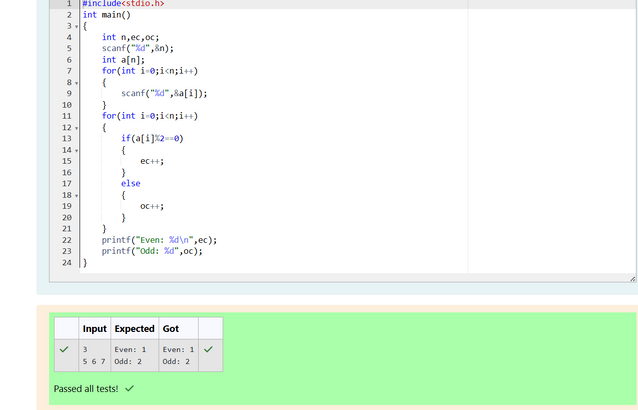 1 #include<stdio.h>
2 int main()
3 {
4 int n,ec,oc;
5 scanf("%d",&n);
6 int a[n];
7 for(int i=0;i<n;i++)
8 {
9 scanf("%d",&a[i]);
10 }
11 for(int i=0;i<n;i++)
12 {
13 if(a[i]%2==0)
14 {
15 ec++;
16 }
17 else
18 {
19 oc++;
20 }
21 }
22 printf("Even: %d\n",ec);
23 printf("Odd: %d",oc);
24 }
Input Expected Got
3 Even: 1 Even: 1
5 6 7 Odd: 2 Odd: 2
Passed all tests!